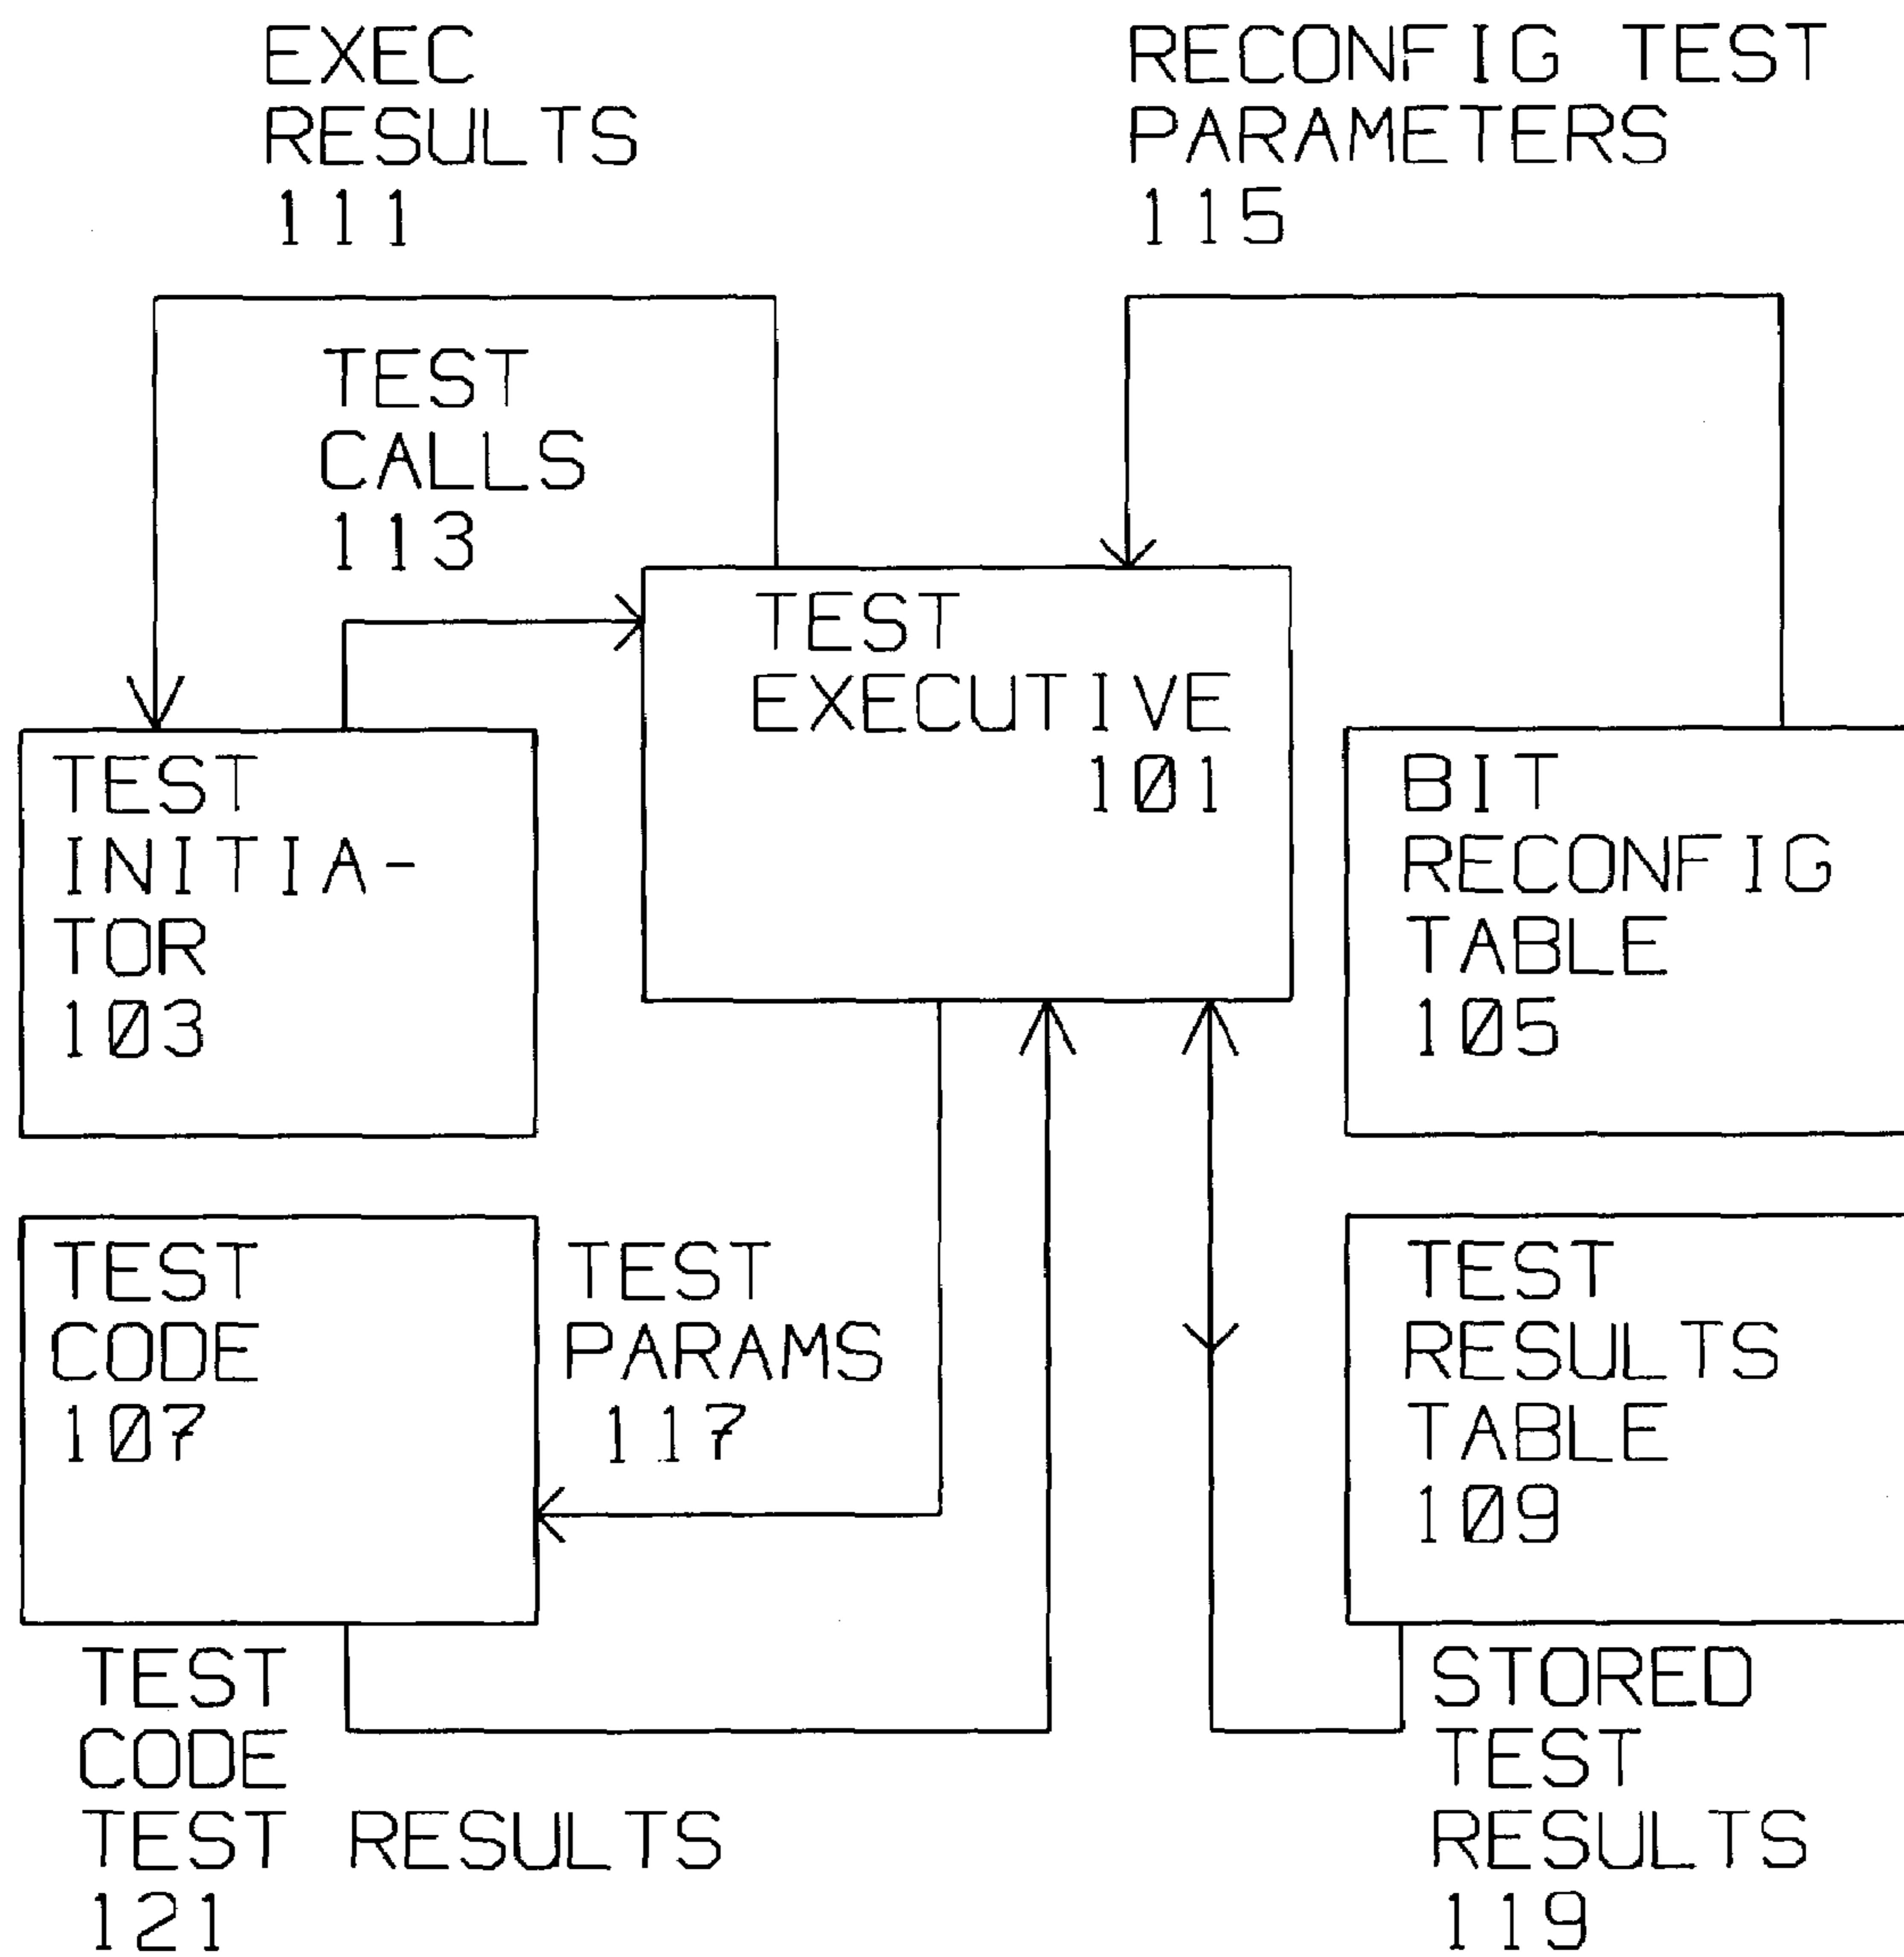 EXEC
RESULTS
111
RECONFIG TEST
PARAMETERS
115
TEST
CALLS
113
TEST
EXECUTIVE
101
TEST
INITIA-
TOR
103
BIT
RECONFIG
TABLE
105
TEST
CODE
107
TEST
PARAMS
117
TEST
RESULTS
TABLE
109
TEST
CODE
TEST RESULTS
121
STORED
TEST
RESULTS
119